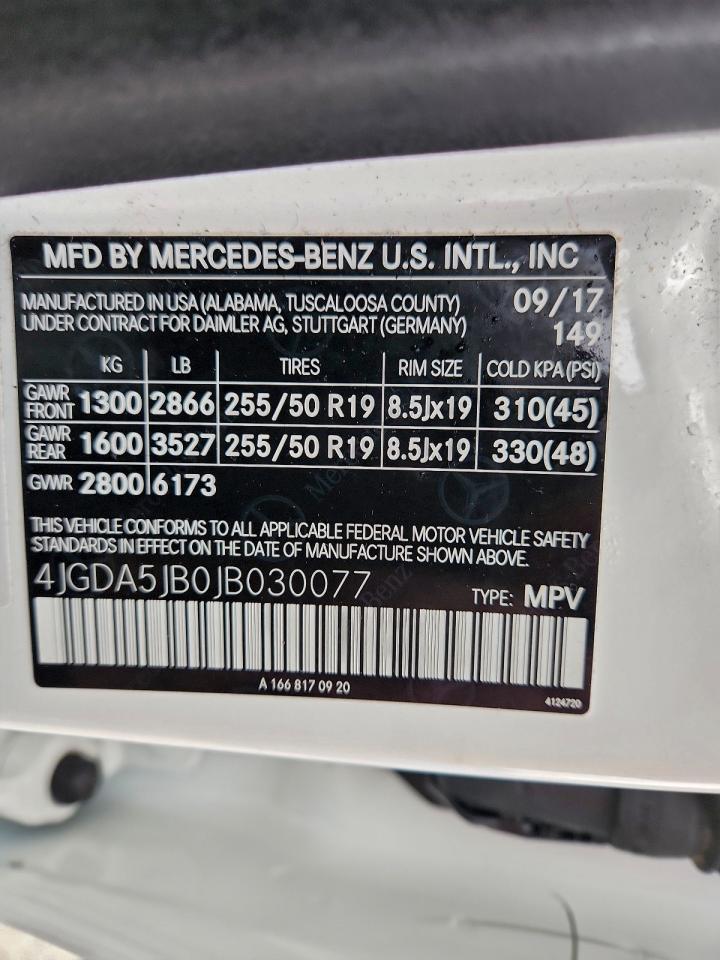 MFD BY MERCEDES-BENZ U.S. INTL., INC
MANUFACTURED IN USA (ALABAMA, TUSCALOOSA COUNTY) 09/17
UNDER CONTRACT FOR DAIMLER AG, STUTTGART (GERMANY) 149
KG LB TIRES RIM SIZE COLD KPA (PSI)
GAWR FRONT 1300 2866 255/50 R19 8.5Jx19 310(45)
GAWR REAR 1600 3527 255/50 R19 8.5Jx19 330(48)
GVWR 2800 6173
THIS VEHICLE CONFORMS TO ALL APPLICABLE FEDERAL MOTOR VEHICLE SAFETY
STANDARDS IN EFFECT ON THE DATE OF MANUFACTURE SHOWN ABOVE.
4JGDA5JB0JB030077 TYPE: MPV
A 166 817 09 20
4124720